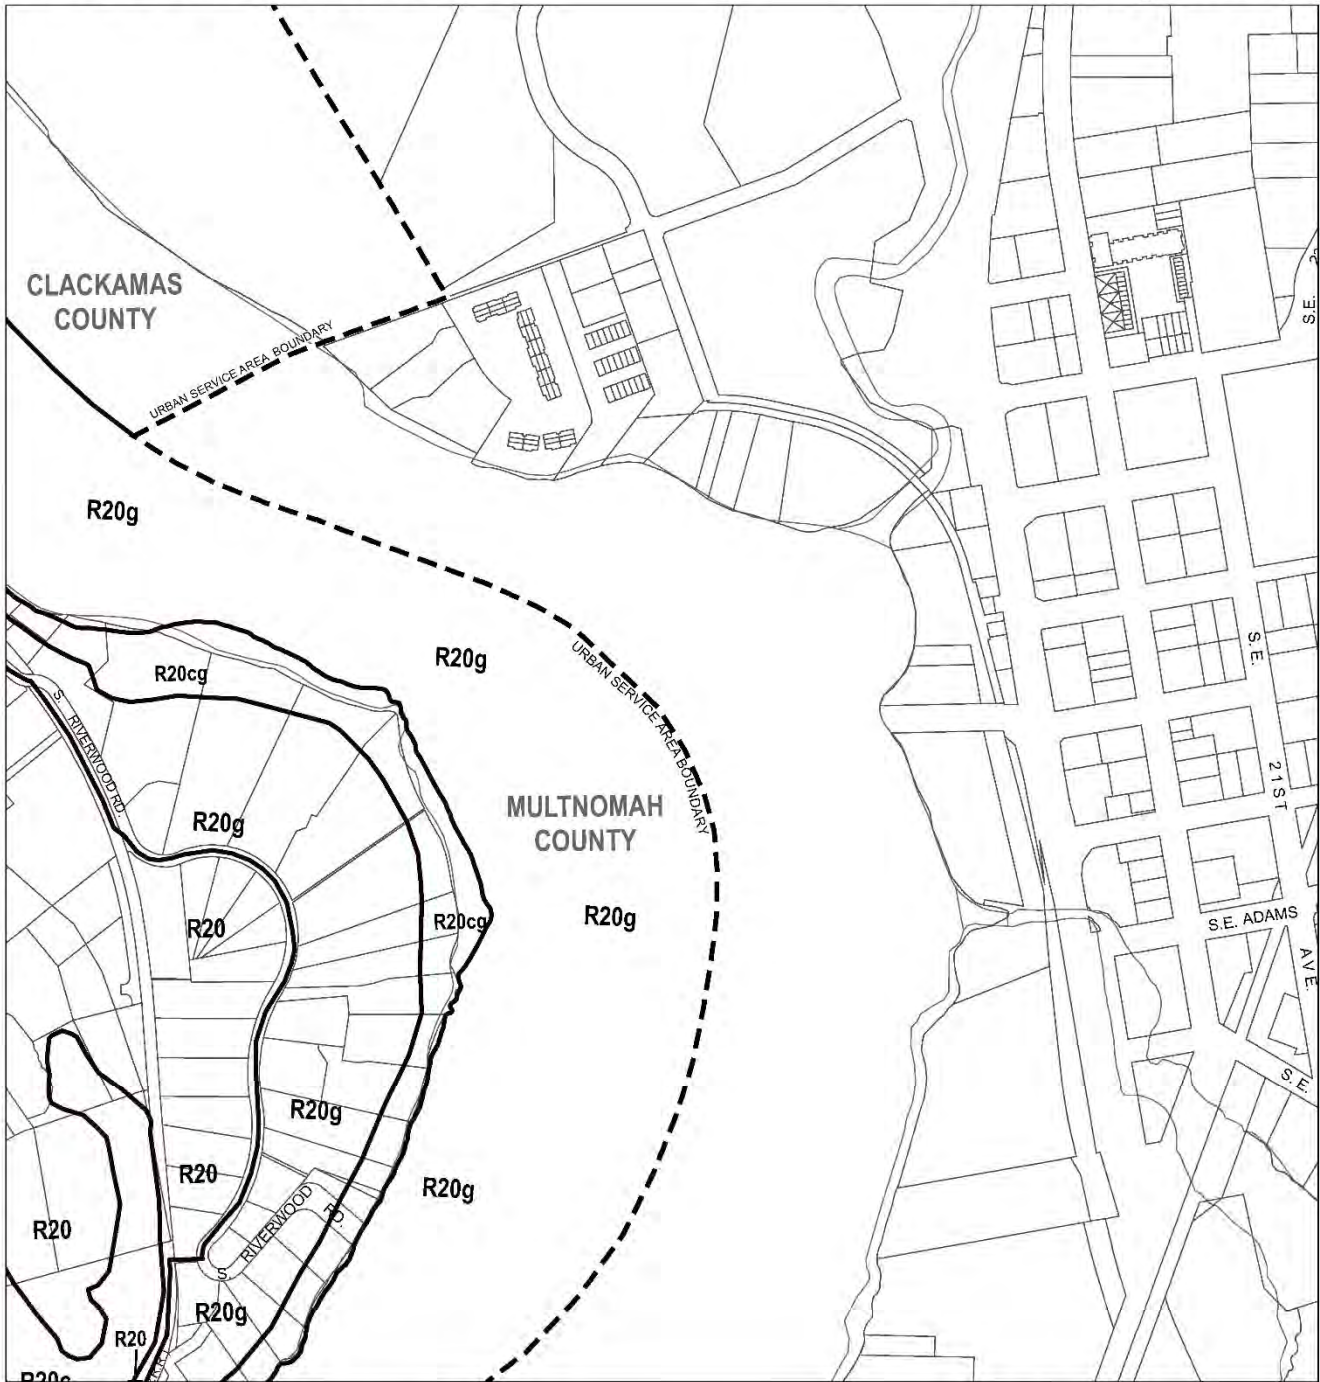 CLACKAMAS
COUNTY
S.E.
URBAN SERVICE AREA BOUNDARY
R20g
R20g
URBAN SERVICE AREA BOUNDARY
S.E.
21ST
AVE.
R20cg
S. RIVERWOOD RD.
R20g
MULTNOMAH
COUNTY
R20
R20cg
R20g
S.E. ADAMS
S.E.
R20g
R20
R20g
R20
S RIVERWOOD RD.
R20g
R20